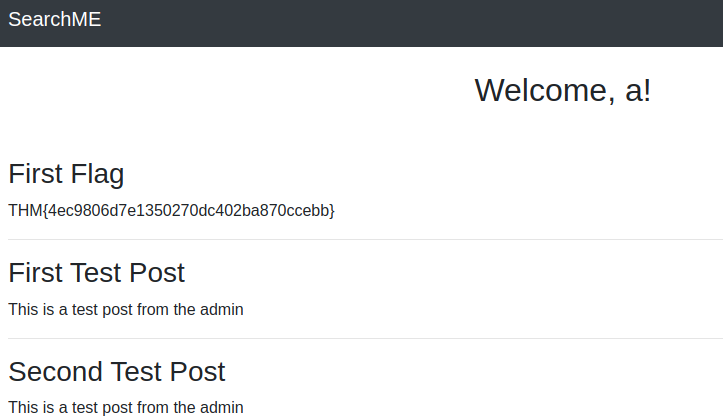 SearchME
Welcome, a!
First Flag
THM{4ec9806d7e1350270dc402ba870ccebb}
First Test Post
This is a test post from the admin
Second Test Post
This is a test post from the admin